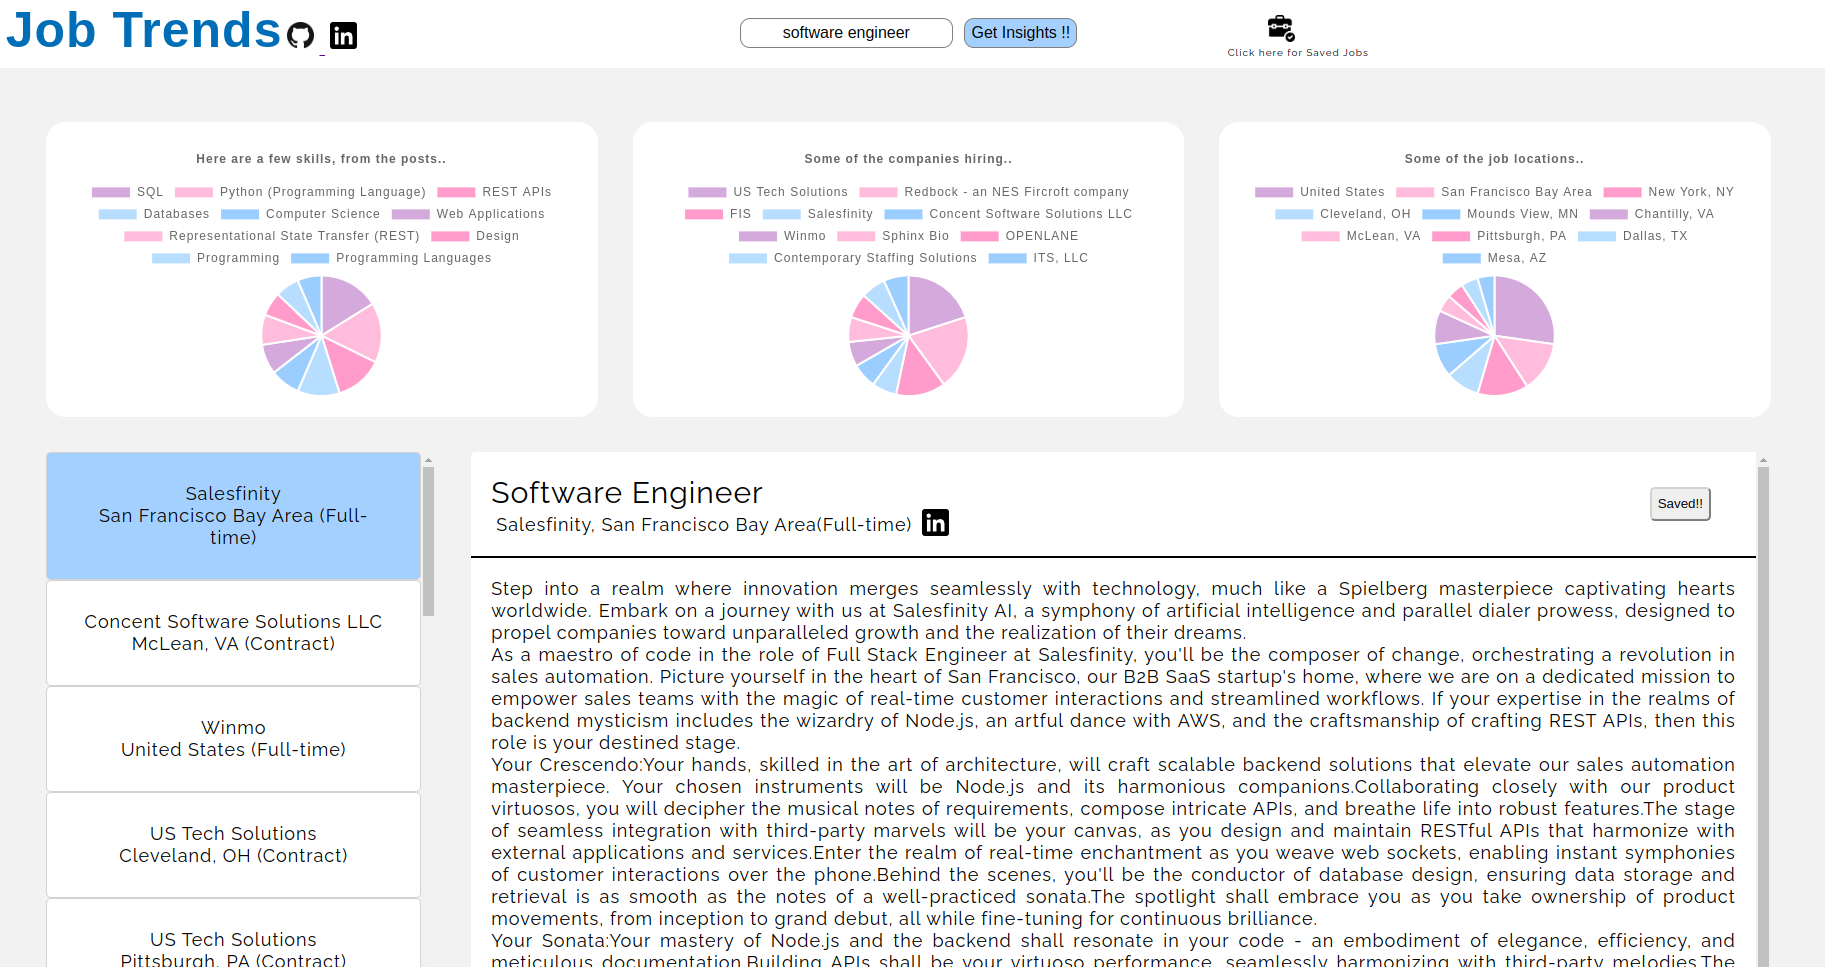 Job Trends
software engineer
Get Insights !!
Click here for Saved Jobs
Here are a few skills, from the posts..
SQL Python (Programming Language) REST APIs
Databases Computer Science Web Applications
Representational State Transfer (REST) Design
Programming Programming Languages
Some of the companies hiring..
US Tech Solutions Redbock - an NES Fircroft company
FIS Salesfinity Concent Software Solutions LLC
Winmo Sphinx Bio OPENLANE
Contemporary Staffing Solutions ITS, LLC
Some of the job locations..
United States San Francisco Bay Area New York, NY
Cleveland, OH Mounds View, MN Chantilly, VA
McLean, VA Pittsburgh, PA Dallas, TX
Mesa, AZ
Salesfinity
San Francisco Bay Area (Full-
time)
Concent Software Solutions LLC
McLean, VA (Contract)
Winmo
United States (Full-time)
US Tech Solutions
Cleveland, OH (Contract)
US Tech Solutions
Pittsburgh, PA (Contract)
Software Engineer
Salesfinity, San Francisco Bay Area(Full-time)
in
Saved!!
Step into a realm where innovation merges seamlessly with technology, much like a Spielberg masterpiece captivating hearts
worldwide. Embark on a journey with us at Salesfinity AI, a symphony of artificial intelligence and parallel dialer prowess, designed to
propel companies toward unparalleled growth and the realization of their dreams.
As a maestro of code in the role of Full Stack Engineer at Salesfinity, you'll be the composer of change, orchestrating a revolution in
sales automation. Picture yourself in the heart of San Francisco, our B2B SaaS startup's home, where we are on a dedicated mission to
empower sales teams with the magic of real-time customer interactions and streamlined workflows. If your expertise in the realms of
backend mysticism includes the wizardry of Node.js, an artful dance with AWS, and the craftsmanship of crafting REST APIs, then this
role is your destined stage.
Your Crescendo:Your hands, skilled in the art of architecture, will craft scalable backend solutions that elevate our sales automation
masterpiece. Your chosen instruments will be Node.js and its harmonious companions.Collaborating closely with our product
virtuosos, you will decipher the musical notes of requirements, compose intricate APIs, and breathe life into robust features.The stage
of seamless integration with third-party marvels will be your canvas, as you design and maintain RESTful APIs that harmonize with
external applications and services.Enter the realm of real-time enchantment as you weave web sockets, enabling instant symphonies
of customer interactions over the phone.Behind the scenes, you'll be the conductor of database design, ensuring data storage and
retrieval is as smooth as the notes of a well-practiced sonata.The spotlight shall embrace you as you take ownership of product
movements, from inception to grand debut, all while fine-tuning for continuous brilliance.
Your Sonata:Your mastery of Node.js and the backend shall resonate in your code - an embodiment of elegance, efficiency, and
meticulous documentation.Building APIs shall be your virtuoso performance, seamlessly harmonizing with third-party melodies.The